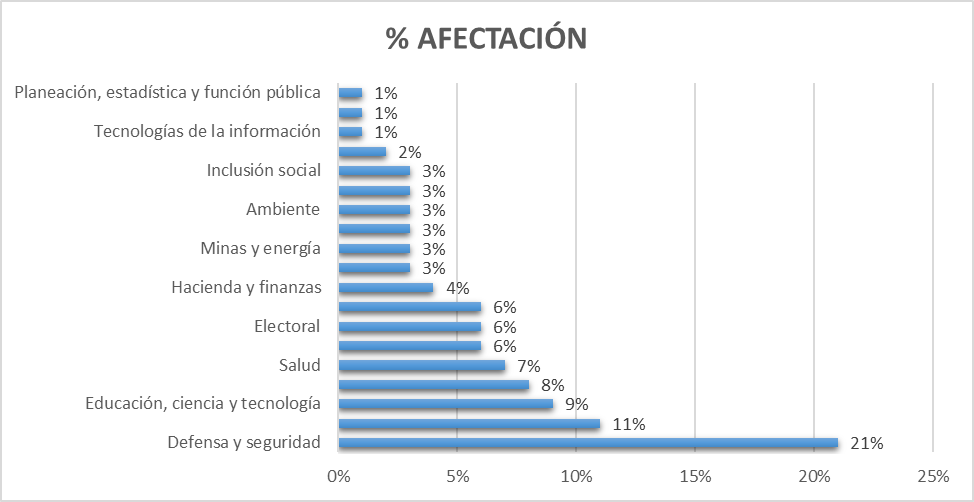 % AFECTACIÓN
Planeación, estadística y función pública 1%
1%
Tecnologías de la información 1%
2%
Inclusión social 3%
3%
Ambiente 3%
3%
Minas y energía 3%
3%
Hacienda y finanzas 4%
6%
Electoral 6%
6%
Salud 7%
8%
Educación, ciencia y tecnología 9%
11%
Defensa y seguridad 21%
0% 5% 10% 15% 20% 25%